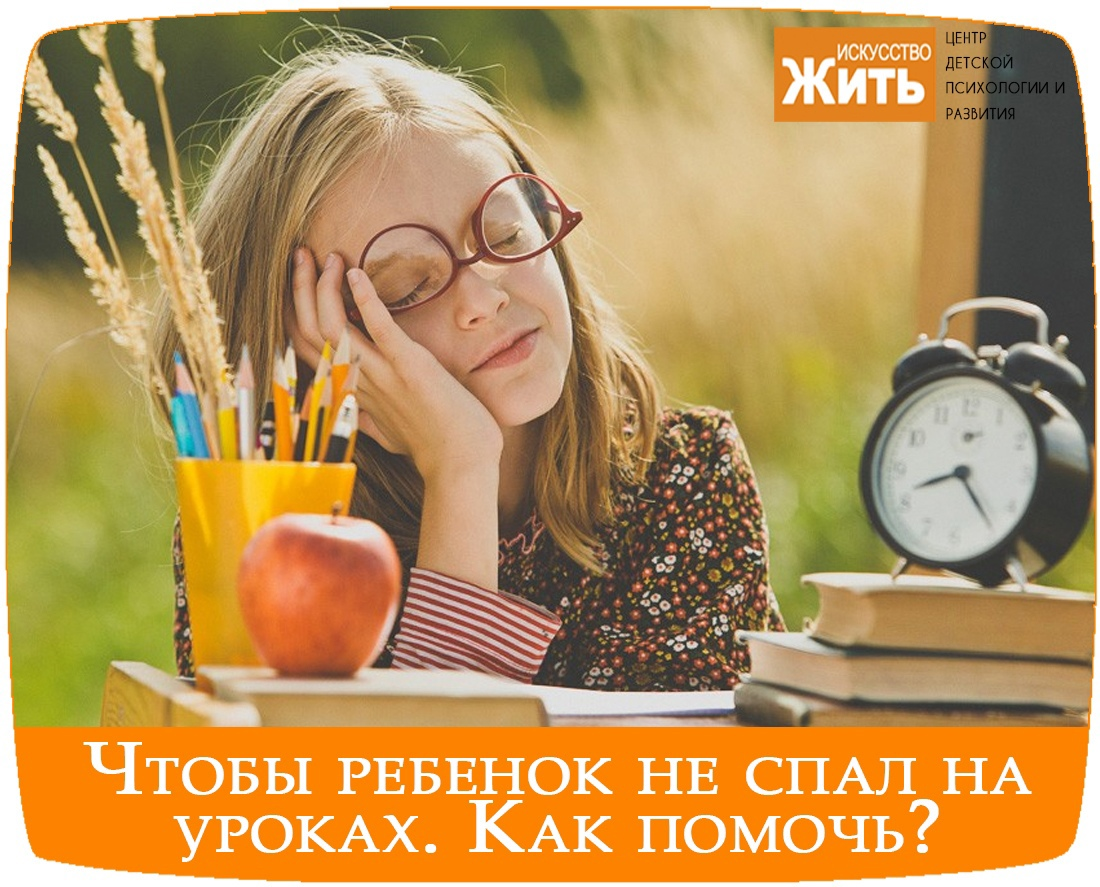 ИСКУССТВО
ЖИТЬ
ЦЕНТР
ДЕТСКОЙ
ПСИХОЛОГИИ И
РАЗВИТИЯ
Чтобы ребенок не спал на
уроках. Как помочь?